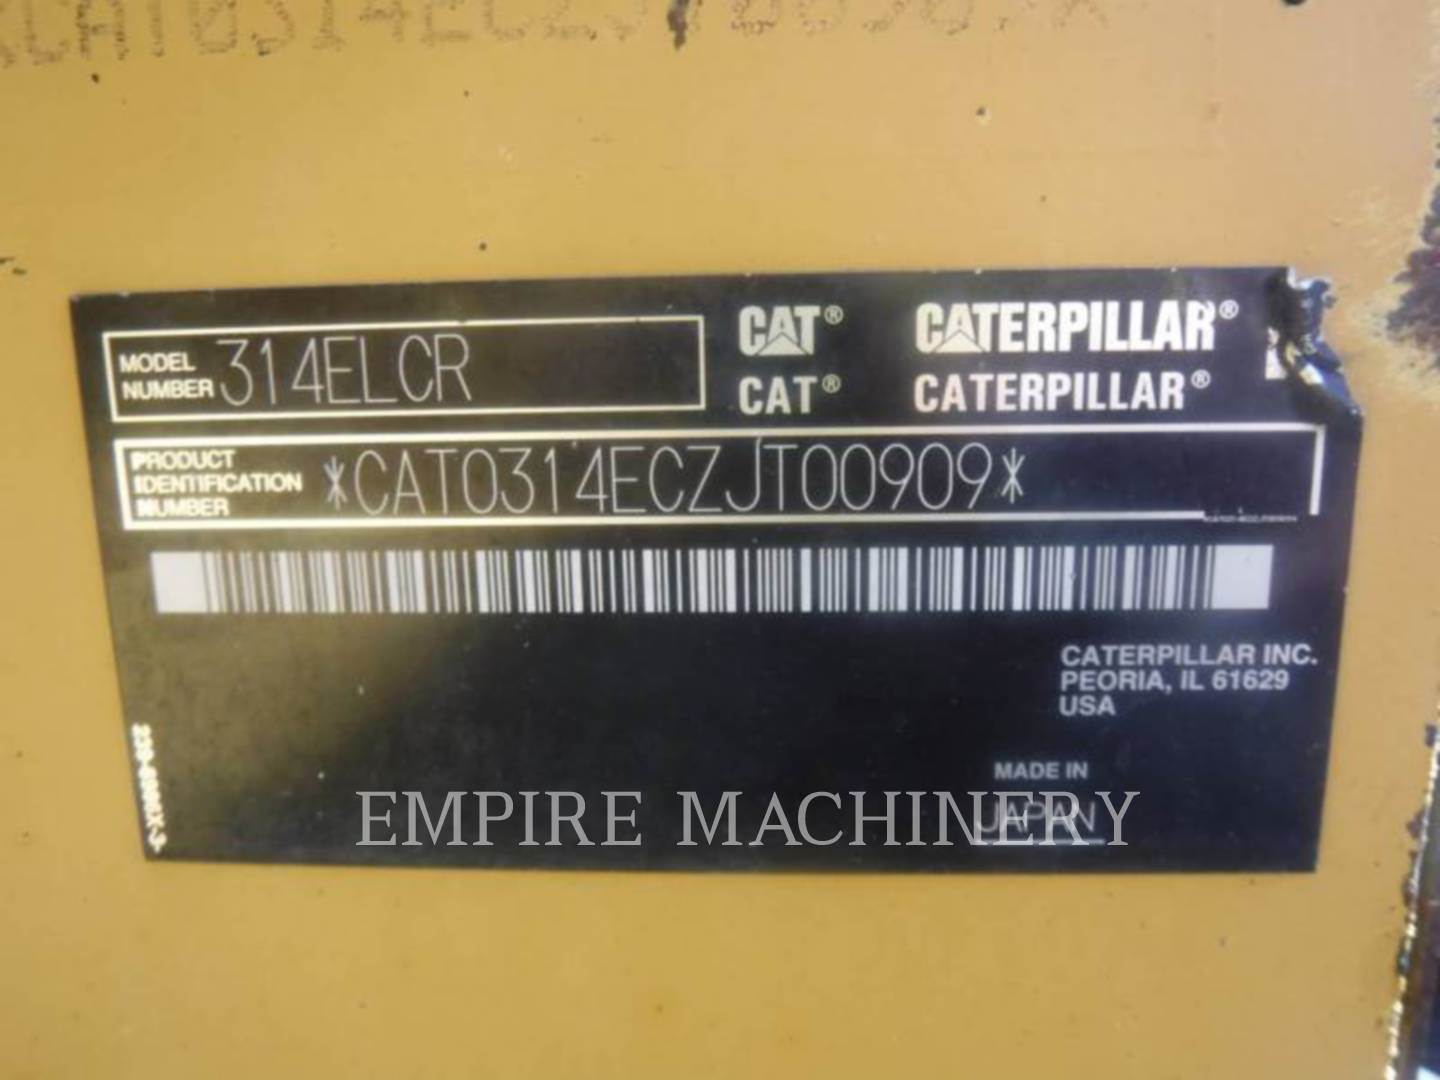 MODEL NUMBER 314ELCR
CAT® CATERPILLAR®
CAT® CATERPILLAR®
PRODUCT IDENTIFICATION NUMBER *CAT0314ECZJT00909*
CATERPILLAR INC.
PEORIA, IL 61629
USA
MADE IN
JAPAN
EMPIRE MACHINERY